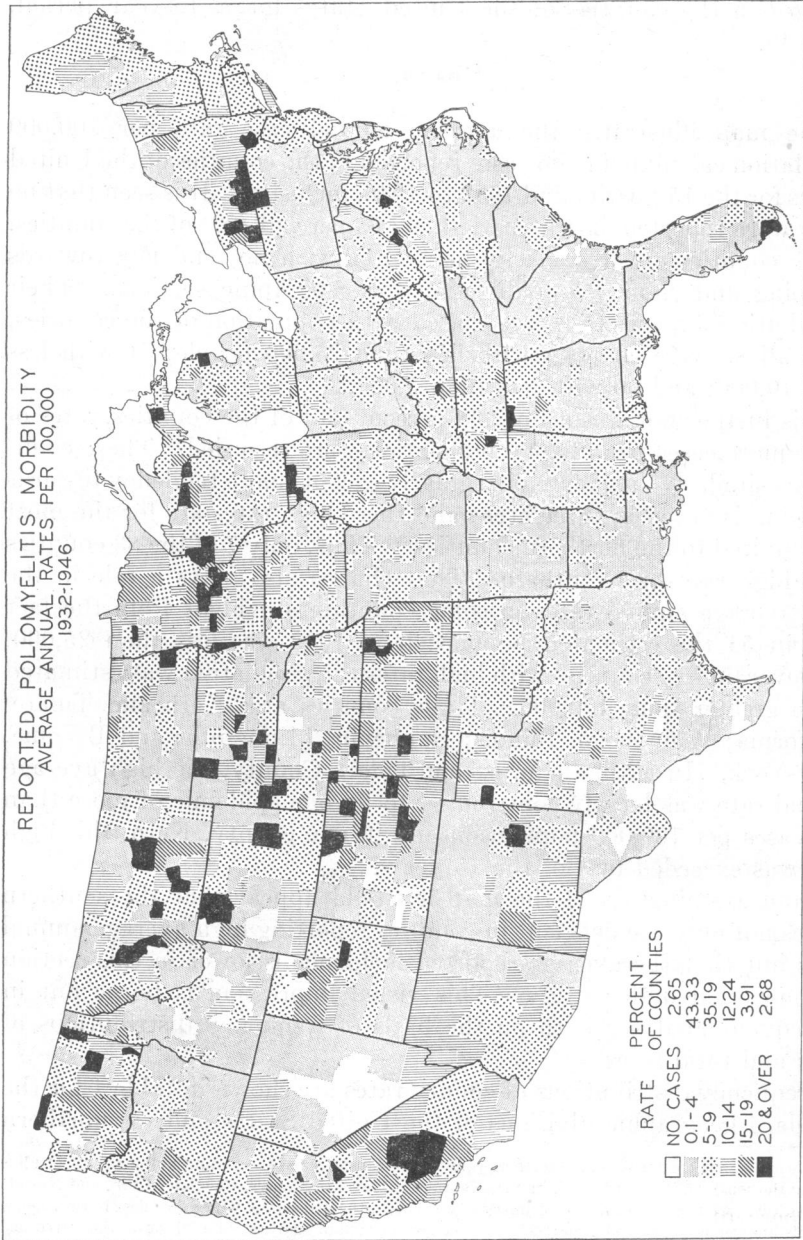 REPORTED POLIOMYELITIS MORBIDITY
AVERAGE ANNUAL RATES PER 100,000
1932-1946
RATE PERCENT OF COUNTIES
NO CASES 2.65
0.1-4 43.33
5-9 35.19
10-14 12.24
15-19 3.91
20 & OVER 2.68